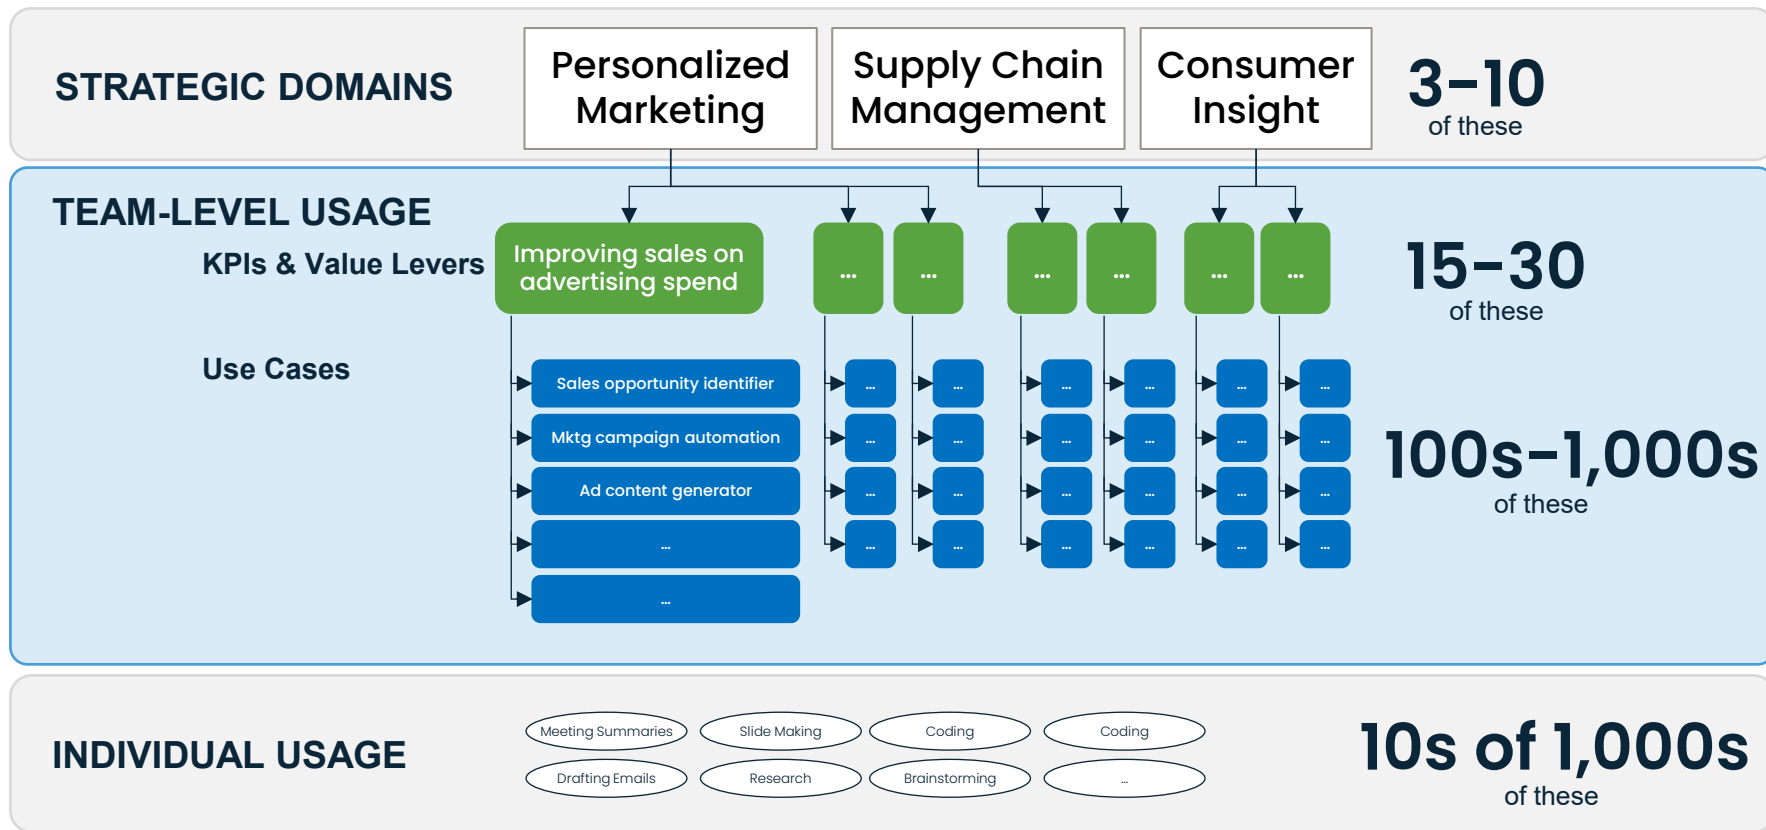 STRATEGIC DOMAINS
Personalized
Marketing
Supply Chain
Management
Consumer
Insight
3–10
of these
TEAM-LEVEL USAGE
KPIs & Value Levers
Improving sales on
advertising spend
...
...
...
...
...
...
15–30
of these
Use Cases
Sales opportunity identifier
... ... ... ... ... ...
Mktg campaign automation
... ... ... ... ... ...
Ad content generator
... ... ... ... ... ...
...
... ... ... ... ... ...
...
100s–1,000s
of these
INDIVIDUAL USAGE
Meeting Summaries
Slide Making
Coding
Coding
Drafting Emails
Research
Brainstorming
...
10s of 1,000s
of these